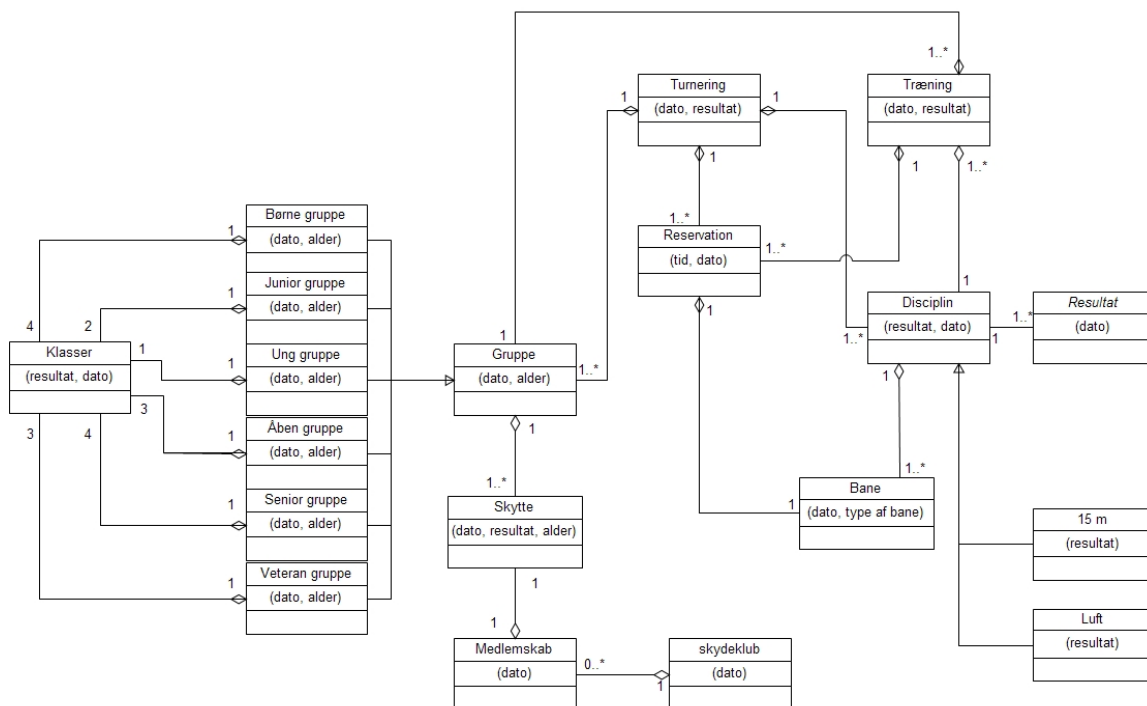 1..*
Turnering
(dato, resultat)
Træning
(dato, resultat)
1
1
1
1
1..*
1..*
Reservation
(tid, dato)
1..*
1
Børne gruppe
(dato, alder)
1
Junior gruppe
(dato, alder)
1
Ung gruppe
(dato, alder)
1
Åben gruppe
(dato, alder)
1
Senior gruppe
(dato, alder)
1
Veteran gruppe
(dato, alder)
1
4
2
1
3
3
4
Klasser
(resultat, dato)
1
Gruppe
(dato, alder)
1..*
1
1..*
Skytte
(dato, resultat, alder)
1
1
Medlemskab
(dato)
0..*
1
skydeklub
(dato)
1
Disciplin
(resultat, dato)
1..*
1
1
1..*
Resultat
(dato)
1..*
1
Bane
(dato, type af bane)
15 m
(resultat)
Luft
(resultat)